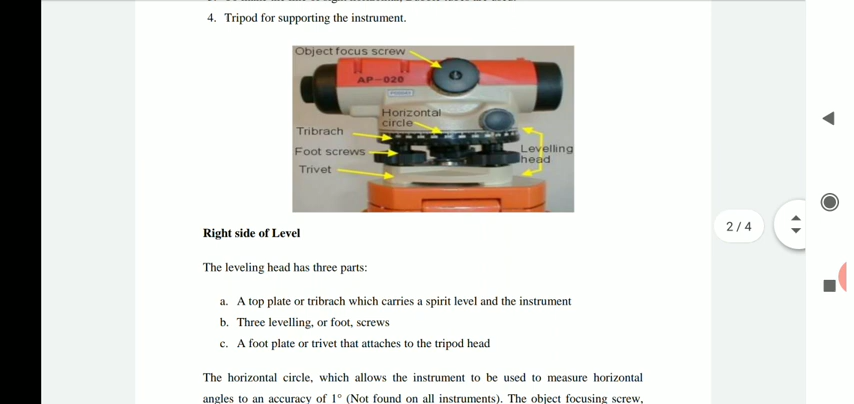 4. Tripod for supporting the instrument.
Object focus screw
AP-020
Horizontal
circle
Tribrach
Foot screws
Levelling
head
Trivet
Right side of Level
2 / 4
The leveling head has three parts:
a. A top plate or tribrach which carries a spirit level and the instrument
b. Three levelling, or foot, screws
c. A foot plate or trivet that attaches to the tripod head
The horizontal circle, which allows the instrument to be used to measure horizontal
angles to an accuracy of 1° (Not found on all instruments). The object focusing screw,